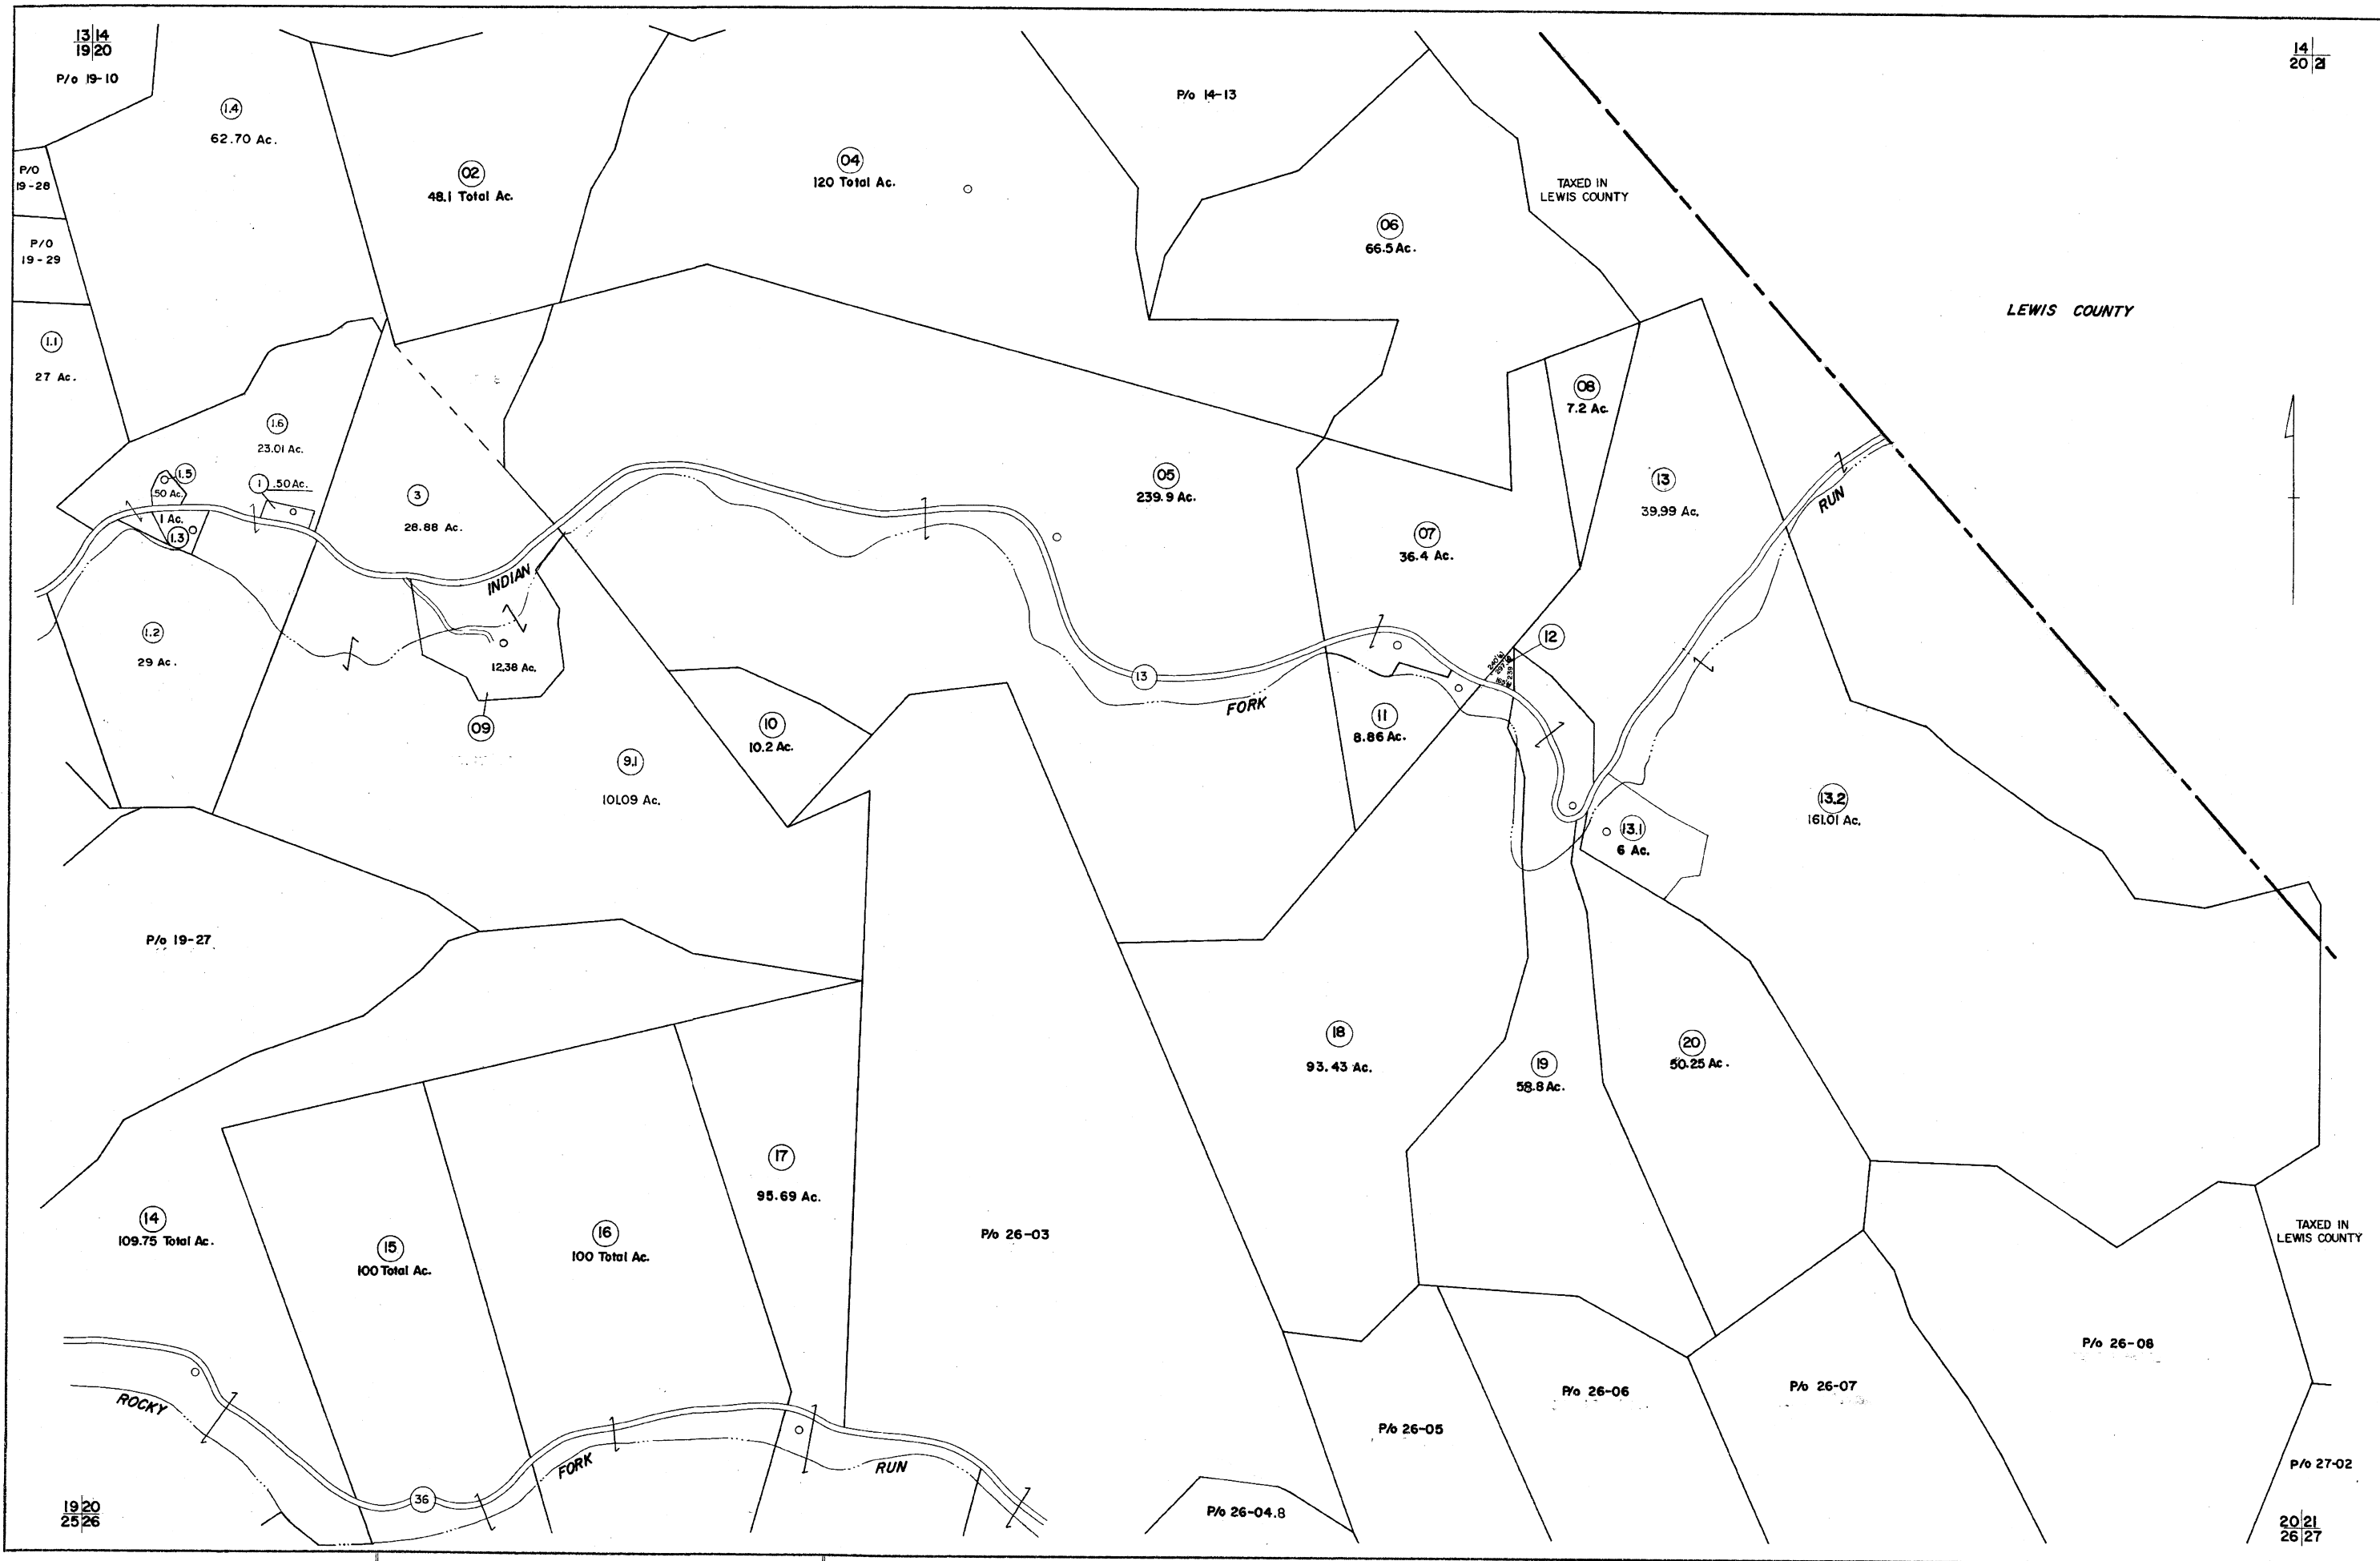 13 14
19 20
P/o 19-10
14
20 21
1.4
62.70 Ac.
P/o 14-13
P/O
19-28
02
48.1 Total Ac.
04
120 Total Ac.
TAXED IN
LEWIS COUNTY
P/O
19-29
06
66.5 Ac.
LEWIS COUNTY
1.1
27 Ac.
08
7.2 Ac.
1.6
23.01 Ac.
1.5
.50 Ac.
1 .50 Ac.
3
28.88 Ac.
05
239.9 Ac.
13
39.99 Ac.
RUN
1 Ac.
1.3
07
36.4 Ac.
INDIAN
1.2
29 Ac.
12.38 Ac.
12
13
FORK
09
10
10.2 Ac.
11
8.86 Ac.
9.1
101.09 Ac.
13.2
161.01 Ac.
13.1
6 Ac.
P/o 19-27
18
93.43 Ac.
19
58.8 Ac.
20
50.25 Ac.
17
95.69 Ac.
14
109.75 Total Ac.
15
100 Total Ac.
16
100 Total Ac.
P/o 26-03
TAXED IN
LEWIS COUNTY
P/o 26-08
P/o 26-06
P/o 26-07
P/o 26-05
ROCKY
FORK
RUN
P/o 27-02
36
19 20
25 26
P/o 26-04.8
20 21
26 27